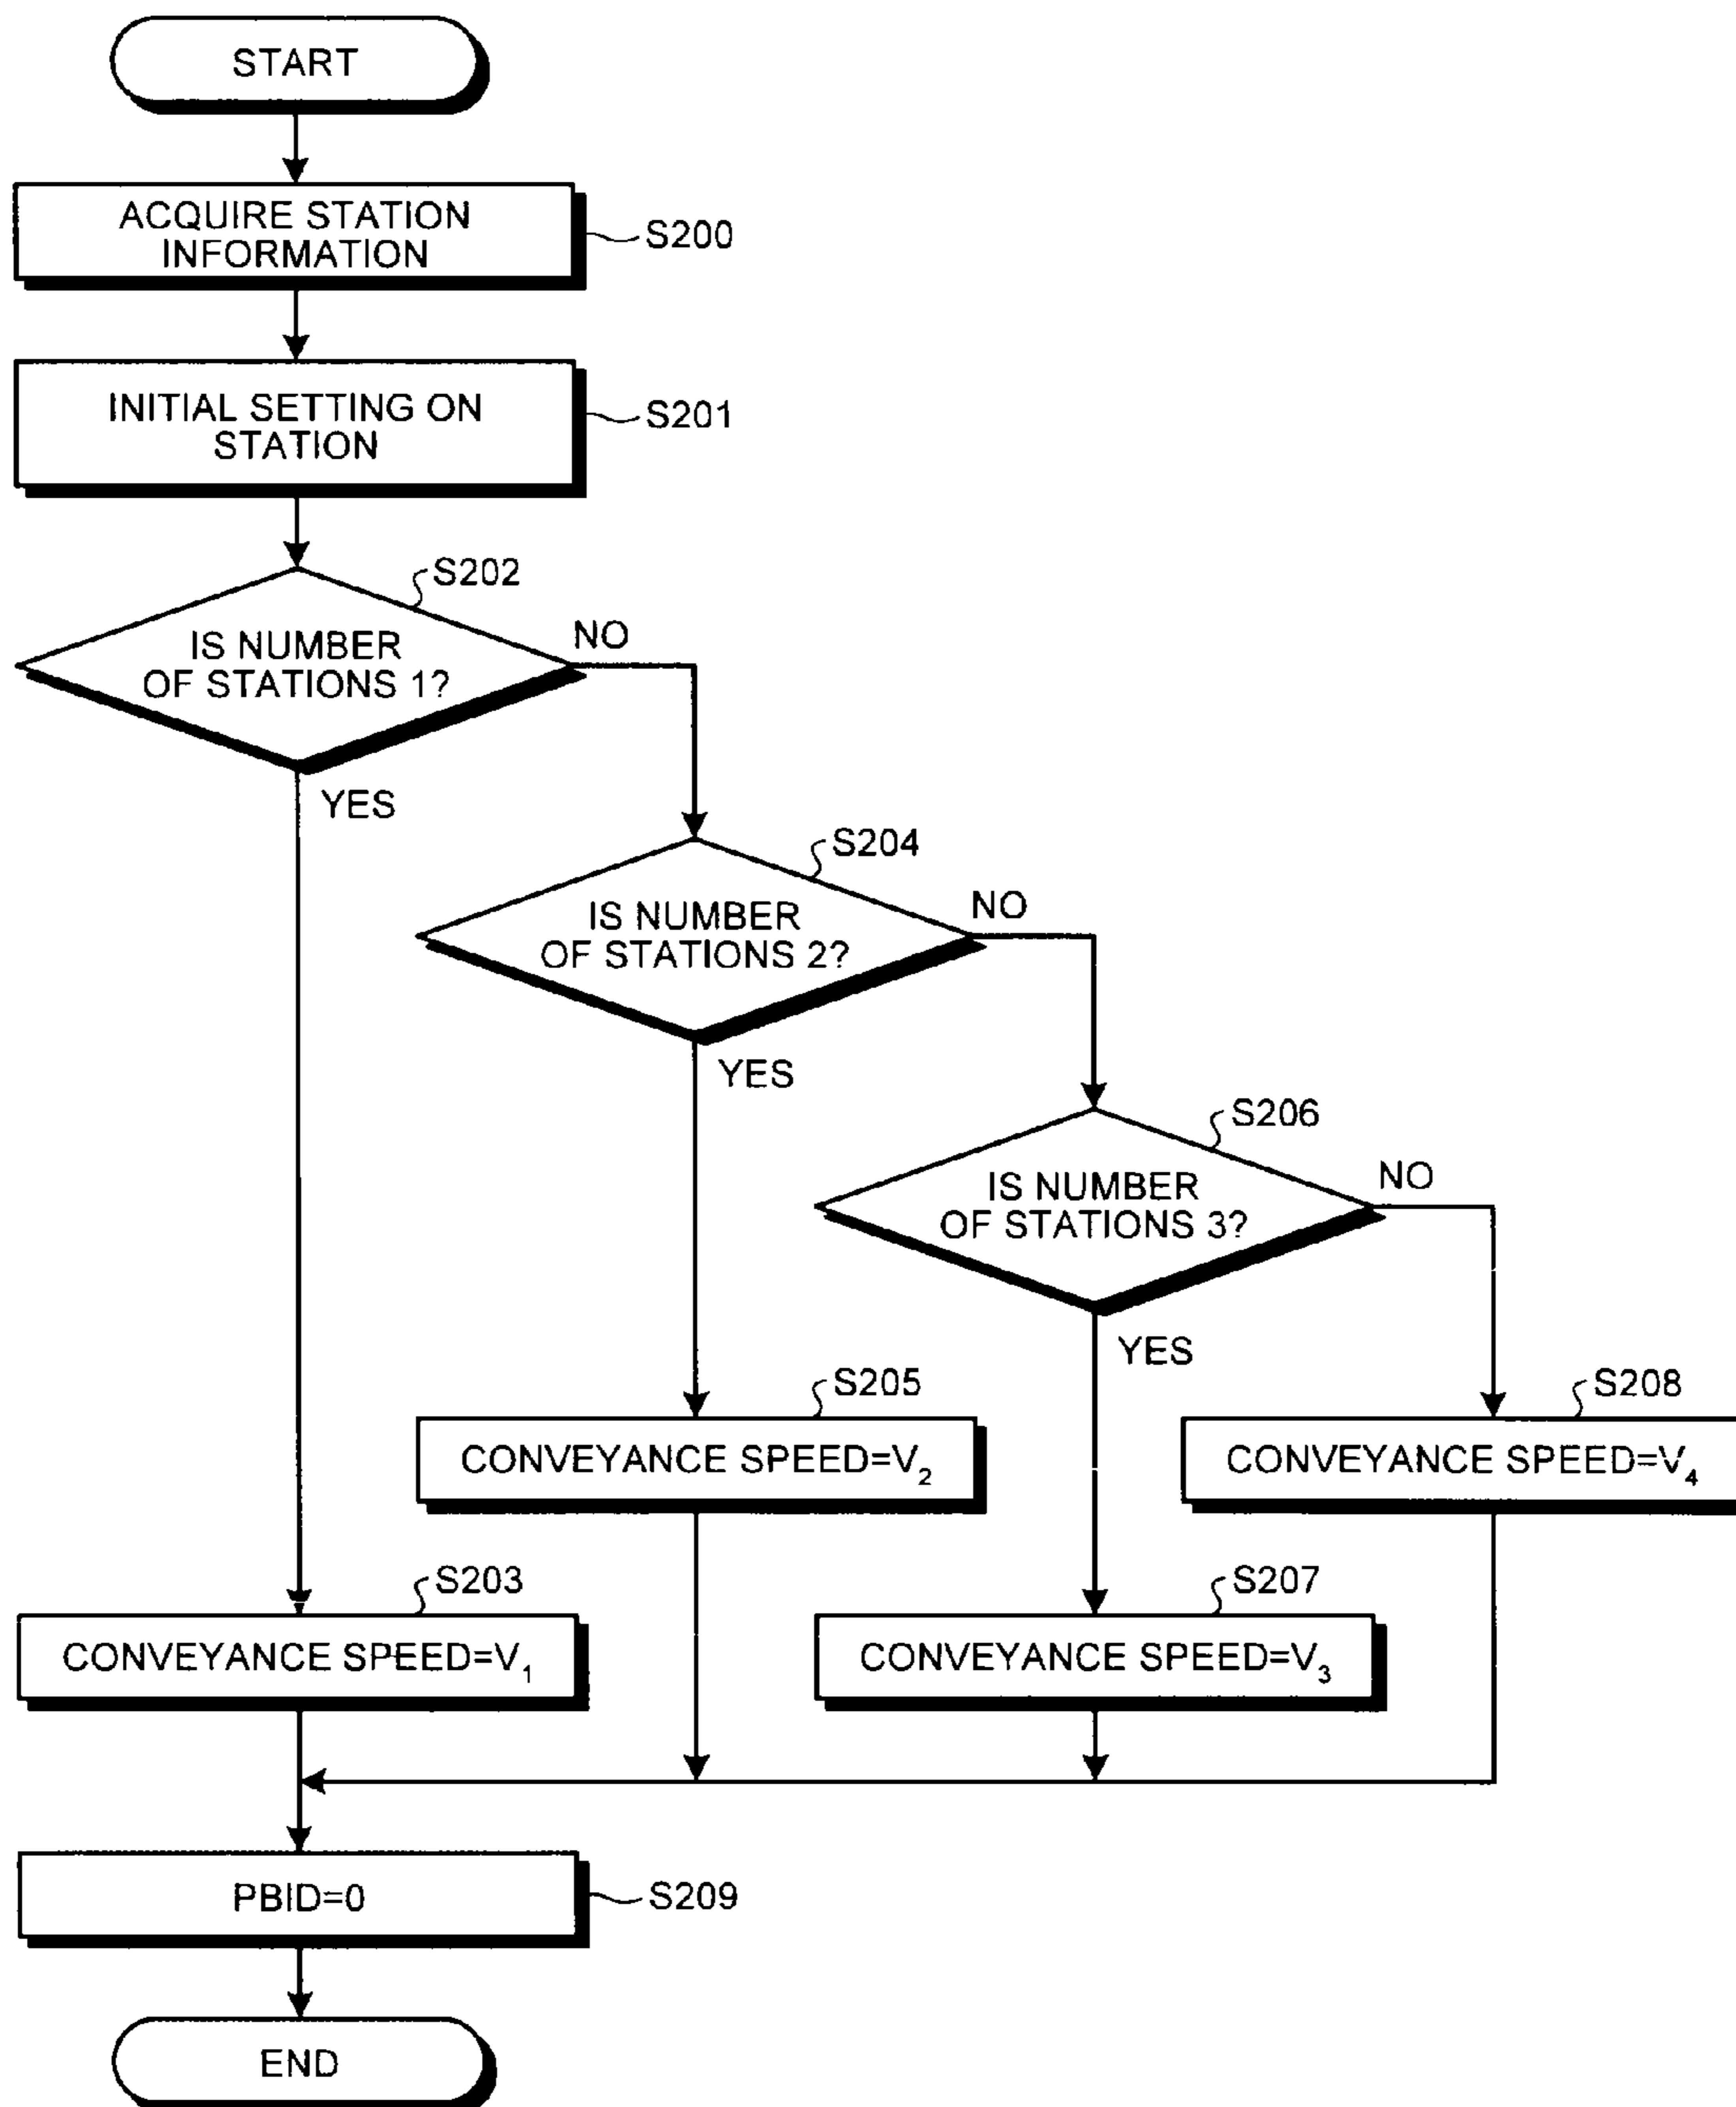 START
ACQUIRE STATION
INFORMATION
S200
INITIAL SETTING ON
STATION
S201
S202
IS NUMBER
OF STATIONS 1?
NO
YES
S204
IS NUMBER
OF STATIONS 2?
NO
YES
S206
IS NUMBER
OF STATIONS 3?
NO
YES
S205
CONVEYANCE SPEED=V₂
S208
CONVEYANCE SPEED=V₄
S203
CONVEYANCE SPEED=V₁
S207
CONVEYANCE SPEED=V₃
PBID=0
S209
END